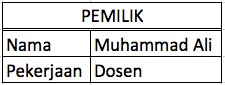 PEMILIK
Nama Muhammad Ali
Pekerjaan Dosen